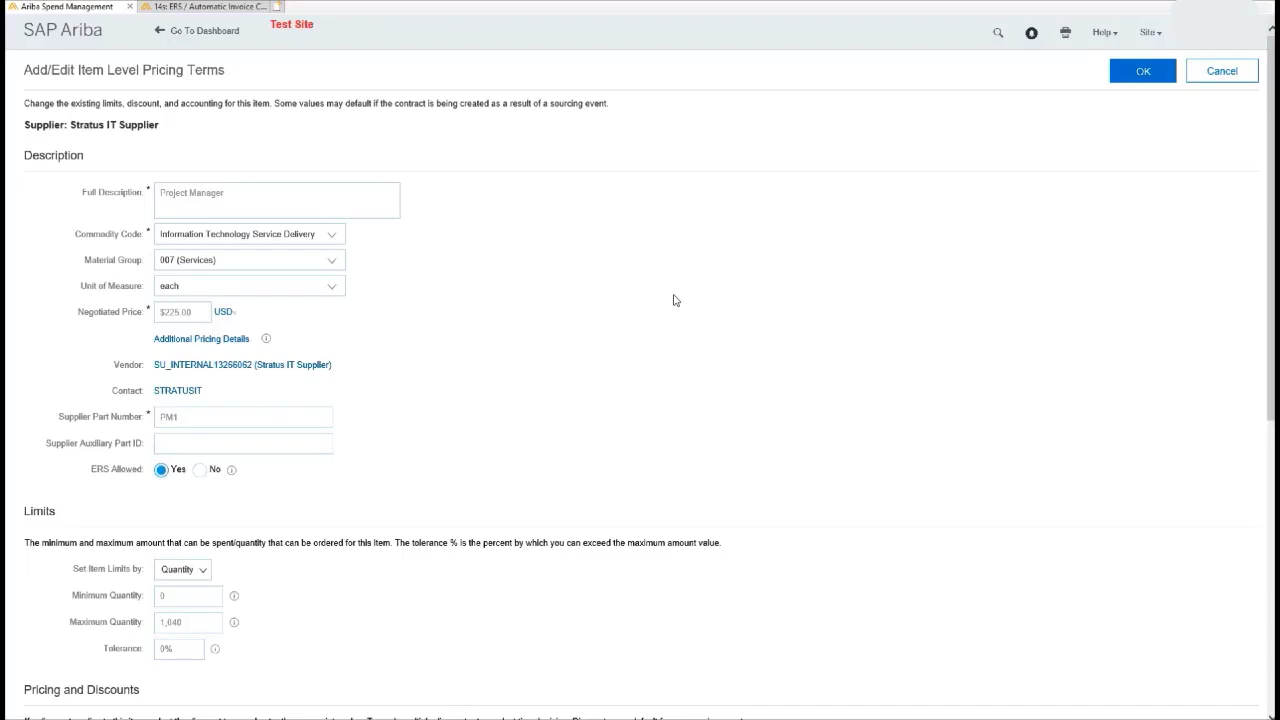 Ariba Spend Management
14s: ERS / Automatic Invoice C...
SAP Ariba
Go To Dashboard
Test Site
Help
Site
Add/Edit Item Level Pricing Terms
OK
Cancel
Change the existing limits, discount, and accounting for this item. Some values may default if the contract is being created as a result of a sourcing event.
Supplier: Stratus IT Supplier
Description
Full Description: * Project Manager
Commodity Code: * Information Technology Service Delivery
Material Group: 007 (Services)
Unit of Measure: each
Negotiated Price: * $225.00 USD
Additional Pricing Details
Vendor: SU_INTERNAL13266062 (Stratus IT Supplier)
Contact: STRATUSIT
Supplier Part Number: * PM1
Supplier Auxiliary Part ID:
ERS Allowed: Yes No
Limits
The minimum and maximum amount that can be spent/quantity that can be ordered for this item. The tolerance % is the percent by which you can exceed the maximum amount value.
Set Item Limits by: Quantity
Minimum Quantity: 0
Maximum Quantity: 1,040
Tolerance: 0%
Pricing and Discounts